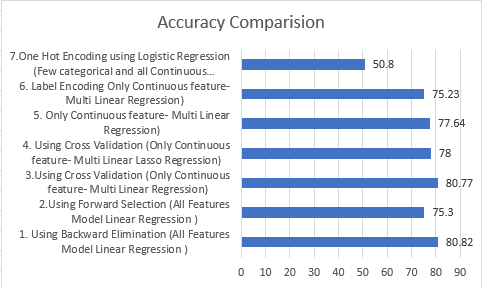 Accuracy Comparision
7.One Hot Encoding using Logistic Regression
(Few categorical and all Continuous...
50.8
6. Label Encoding Only Continuous feature-
Multi Linear Regression)
75.23
5. Only Continuous feature- Multi Linear
Regression)
77.64
4. Using Cross Validation (Only Continuous
feature- Multi Linear Lasso Regression)
78
3.Using Cross Validation (Only Continuous
feature- Multi Linear Regression)
80.77
2.Using Forward Selection (All Features
Model Linear Regression )
75.3
1. Using Backward Elimination (All Features
Model Linear Regression )
80.82
0 10 20 30 40 50 60 70 80 90